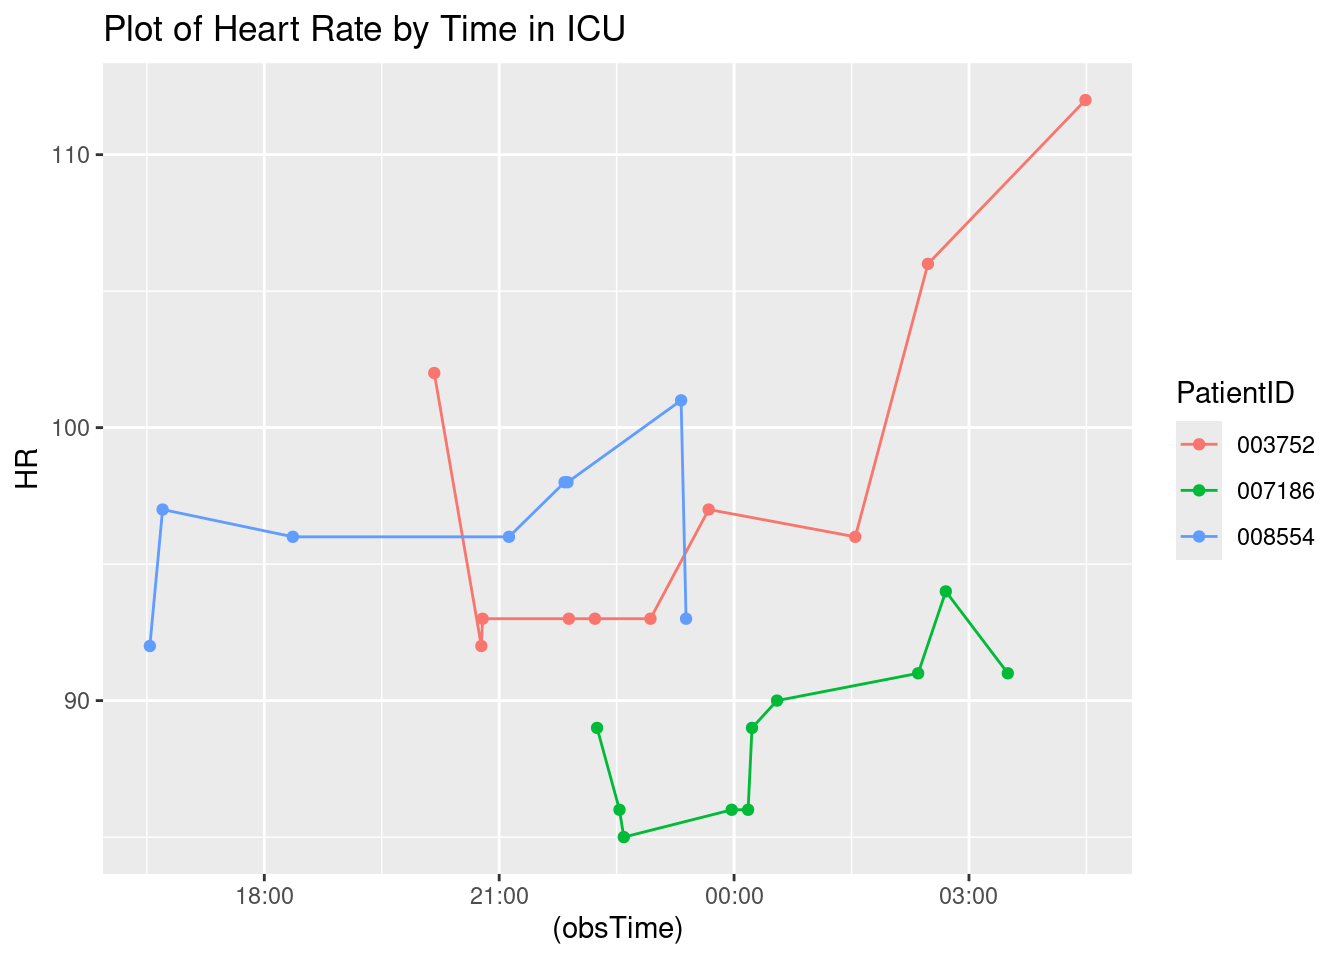 Plot of Heart Rate by Time in ICU
110
100
90
HR
18:00 21:00 00:00 03:00
(obsTime)
PatientID
003752
007186
008554